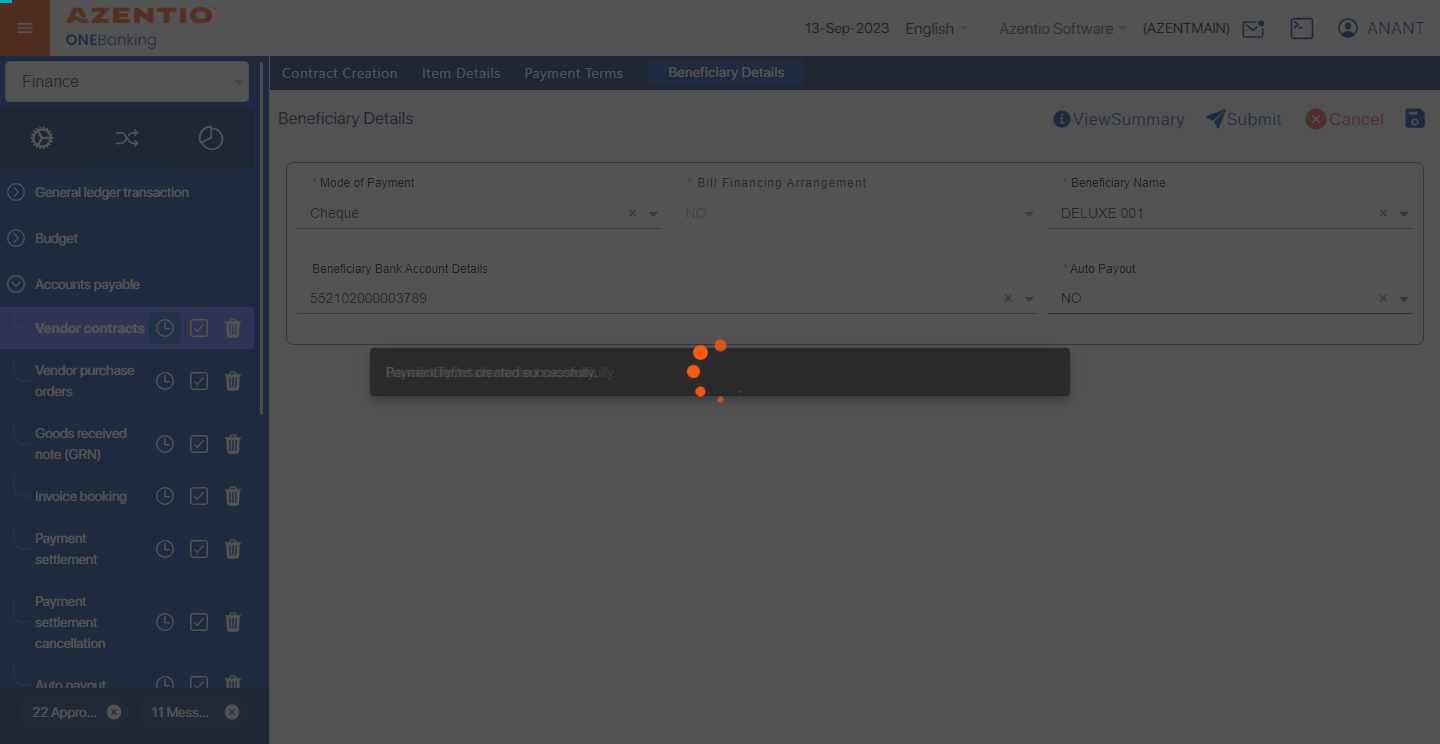 AZENTIO
ONEBanking
13-Sep-2023 English Azentio Software (AZENTMAIN) ANANT
Finance
Contract Creation Item Details Payment Terms Beneficiary Details
Beneficiary Details
ViewSummary Submit Cancel
General ledger transaction
Budget
Accounts payable
Vendor contracts
Vendor purchase
orders
Goods received
note (GRN)
Invoice booking
Payment
settlement
Payment
settlement
cancellation
Auto payout
22 Appro... 11 Mess...
* Mode of Payment * Bill Financing Arrangement * Beneficiary Name
Cheque NO DELUXE 001
Beneficiary Bank Account Details * Auto Payout
552102000003789 NO